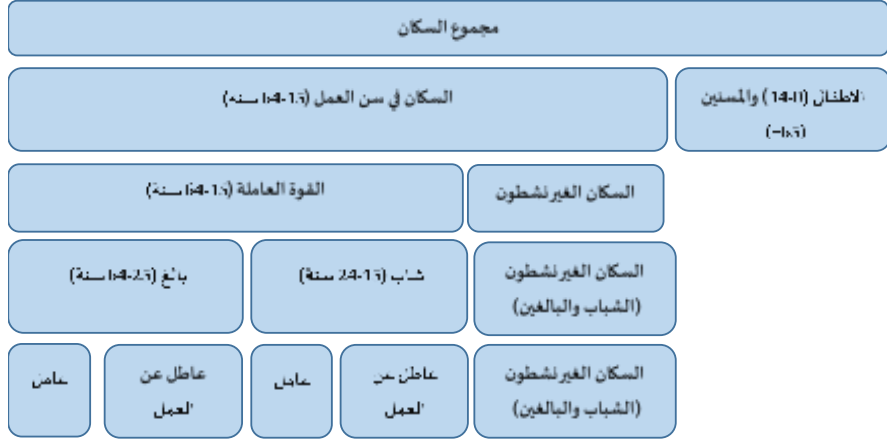 مجموع السكان
الاطفال (0-14) والمسنين
(65+)
السكان في سن العمل (15-64 سنة)
السكان الغير نشطون
القوة العاملة (15-64 سنة)
السكان الغير نشطون
(الشباب والبالغين)
شاب (15-24 سنة)
بالغ (25-64 سنة)
السكان الغير نشطون
(الشباب والبالغين)
عاطل عن
العمل
عامل
عاطل عن
العمل
عامل